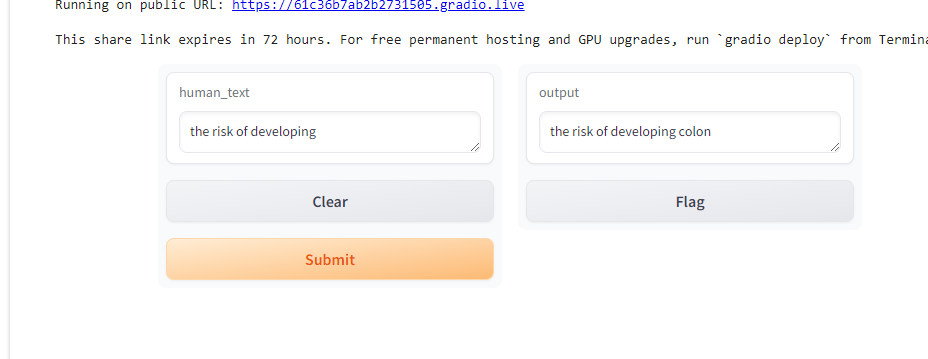 Running on public URL: https://61c36b7ab2b2731505.gradio.live
This share link expires in 72 hours. For free permanent hosting and GPU upgrades, run `gradio deploy` from Termina
human_text
the risk of developing
Clear
Submit
output
the risk of developing colon
Flag